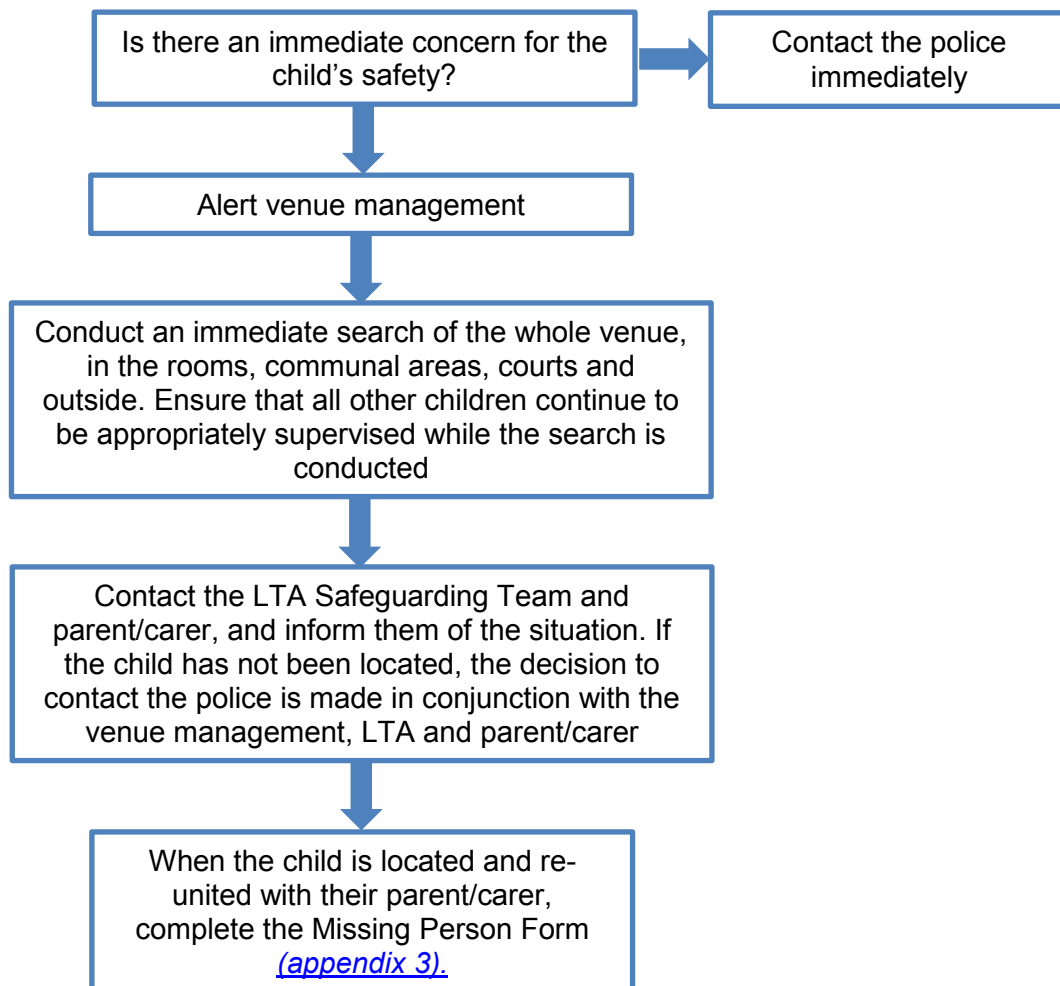 Is there an immediate concern for the
child's safety?
Contact the police
immediately
Alert venue management
Conduct an immediate search of the whole venue,
in the rooms, communal areas, courts and
outside. Ensure that all other children continue to
be appropriately supervised while the search is
conducted
Contact the LTA Safeguarding Team and
parent/carer, and inform them of the situation. If
the child has not been located, the decision to
contact the police is made in conjunction with the
venue management, LTA and parent/carer
When the child is located and re-
united with their parent/carer,
complete the Missing Person Form
(appendix 3).